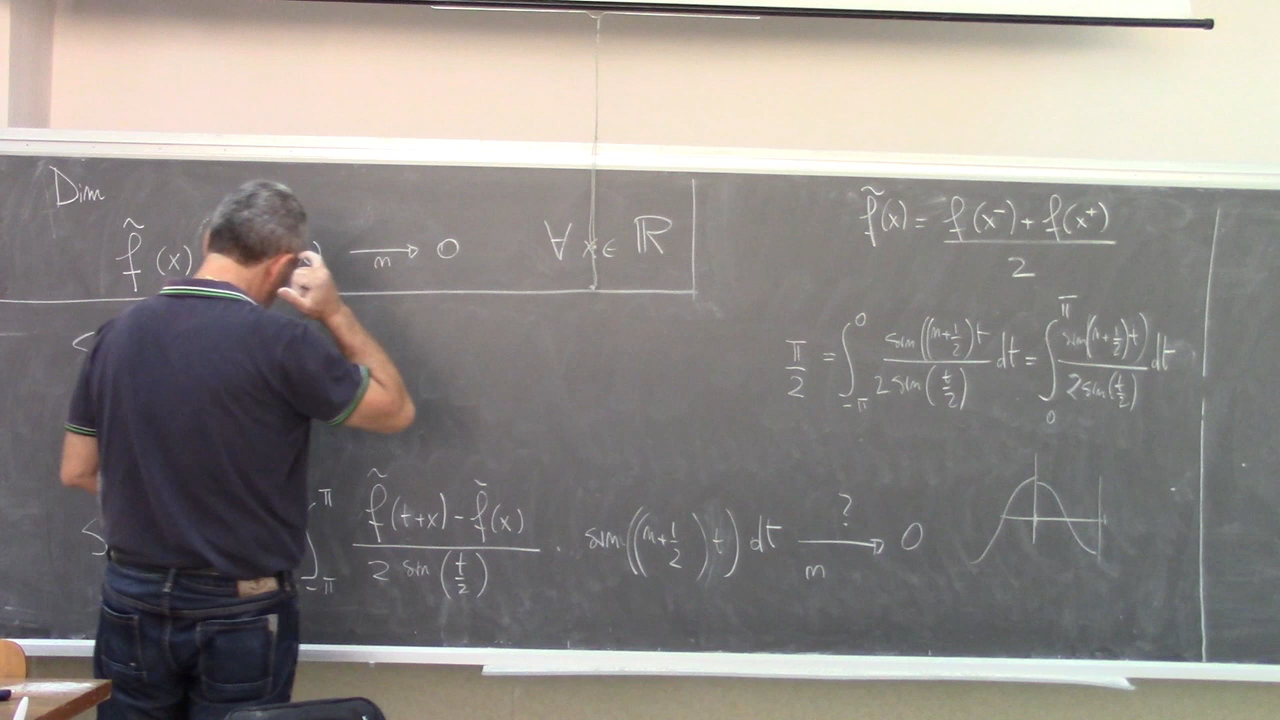 Dim
f̃(x) →ₘ 0 ∀ x ∈ ℝ
f̃(x) = (f(x⁻) + f(x⁺)) / 2
π/2 = ∫_{-π}^{0} sin((m+1/2)t) / (2 sin(t/2)) dt = ∫_{0}^{π} sin((m+1/2)t) / (2 sin(t/2)) dt
S ∫_{-π}^{π} (f̃(t+x) - f̃(x)) / (2 sin(t/2)) · sin((m+1/2)t) dt →ₘ^? 0